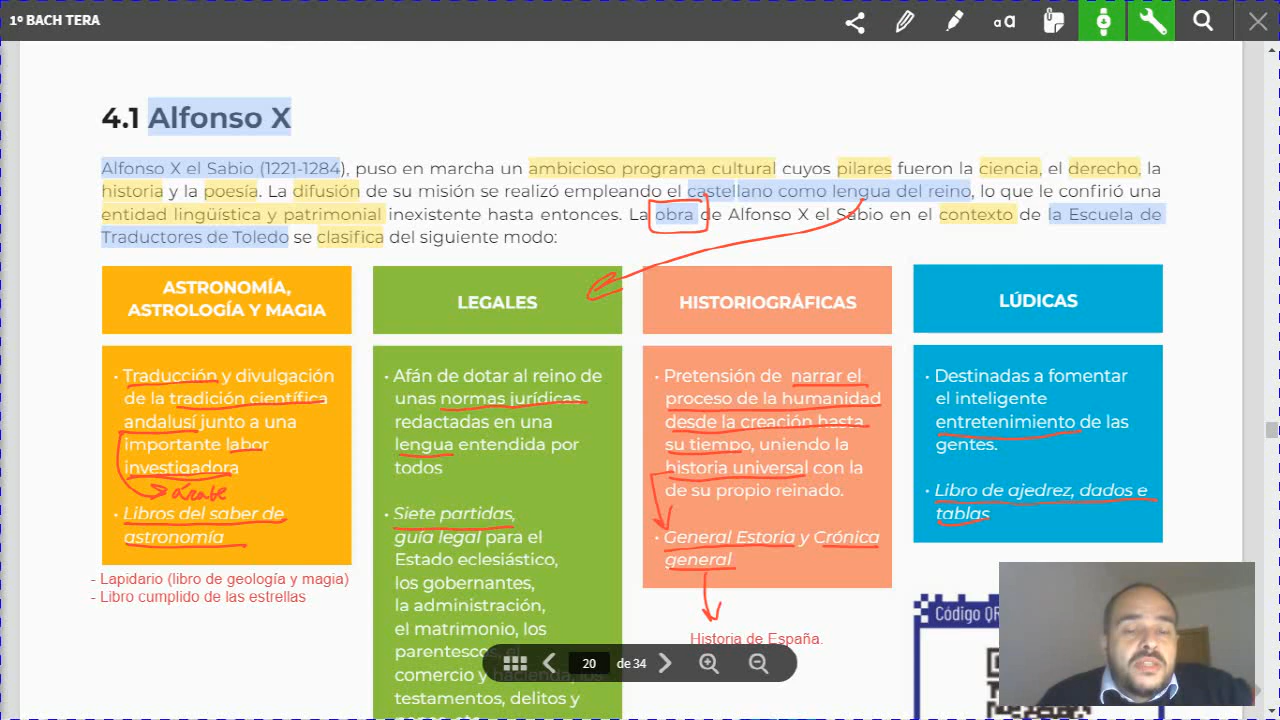 1º BACH TERA
aa
4.1 Alfonso X
Alfonso X el Sabio (1221-1284), puso en marcha un ambicioso programa cultural cuyos pilares fueron la ciencia, el derecho, la
historia y la poesía. La difusión de su misión se realizó empleando el castellano como lengua del reino, lo que le confirió una
entidad lingüística y patrimonial inexistente hasta entonces. La obra de Alfonso X el Sabio en el contexto de la Escuela de
Traductores de Toledo se clasifica del siguiente modo:
ASTRONOMÍA,
ASTROLOGÍA Y MAGIA
· Traducción y divulgación
de la tradición científica
andalusí junto a una
importante labor
investigadora
árabe
· Libros del saber de
astronomía
- Lapidario (libro de geología y magia)
- Libro cumplido de las estrellas
LEGALES
· Afán de dotar al reino de
unas normas jurídicas
redactadas en una
lengua entendida por
todos
Siete partidas,
guía legal para el
Estado eclesiástico,
los gobernantes,
la administración,
el matrimonio, los
parentescos, el
comercio y hacienda, los
testamentos, delitos y
HISTORIOGRÁFICAS
· Pretensión de narrar el
proceso de la humanidad
desde la creación hasta
su tiempo, uniendo la
historia universal con la
de su propio reinado.
· General Estoria y Crónica
general
Historia de España.
LÚDICAS
· Destinadas a fomentar
el inteligente
entretenimiento de las
gentes.
· Libro de ajedrez, dados e
tablas
Código QR
20 de 34